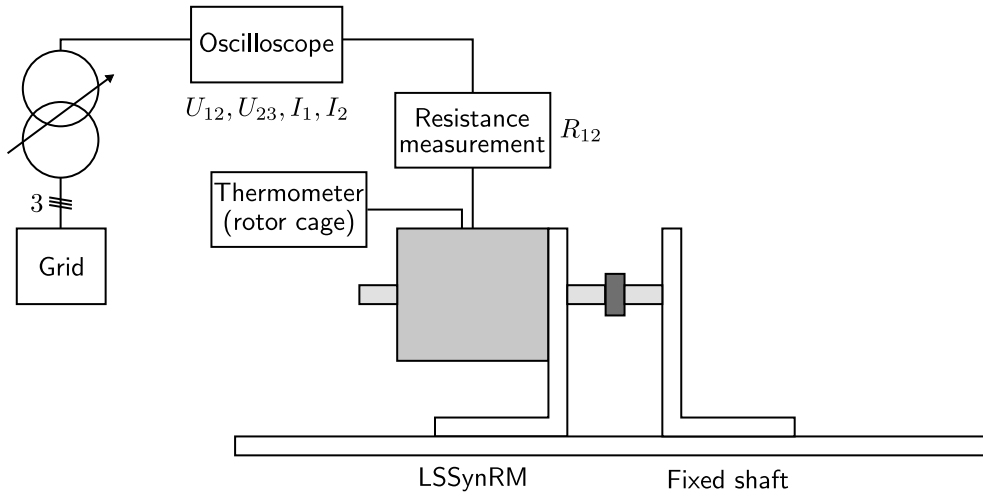 Oscilloscope
U12, U23, I1, I2
Resistance
measurement
R12
Thermometer
(rotor cage)
3
Grid
LSSynRM
Fixed shaft